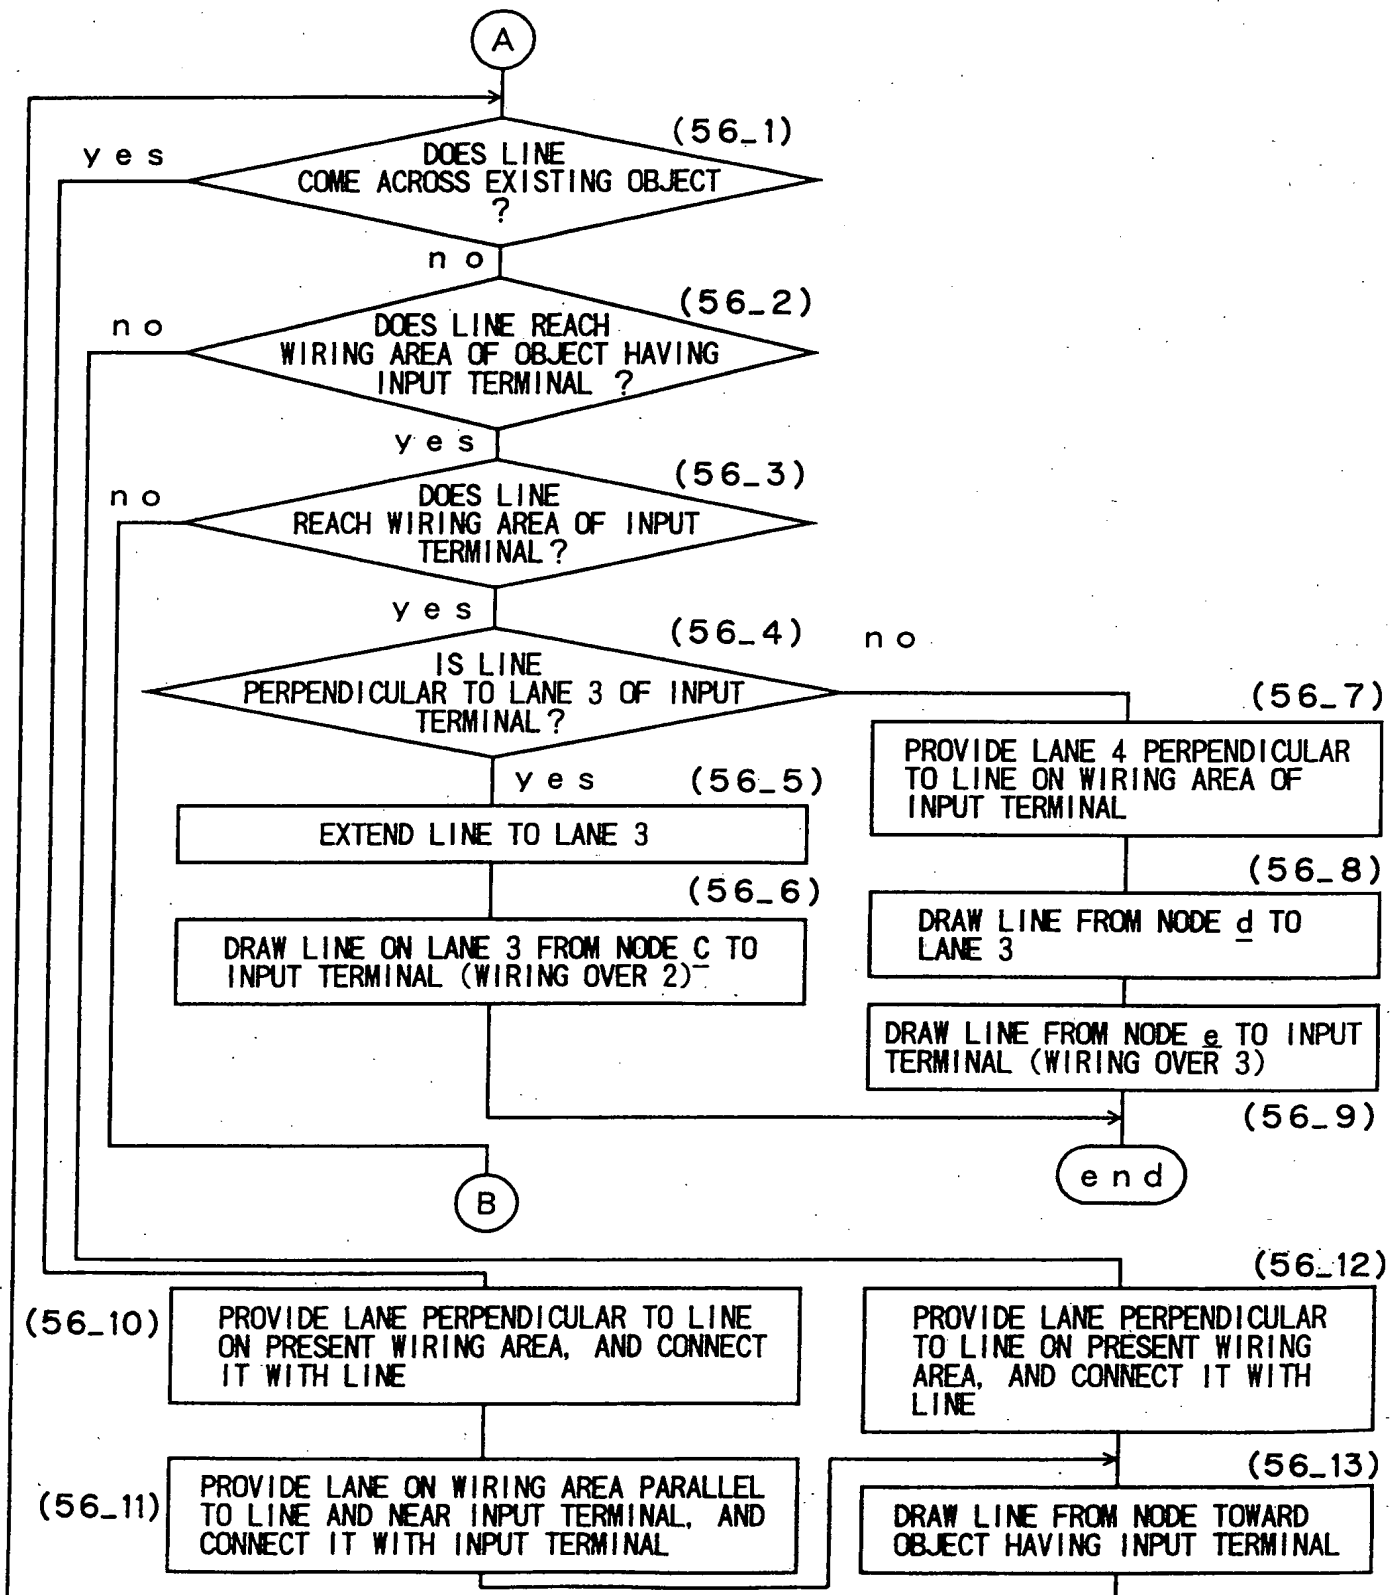 A
(56_1)
yes
DOES LINE
COME ACROSS EXISTING OBJECT
?
no
(56_2)
no
DOES LINE REACH
WIRING AREA OF OBJECT HAVING
INPUT TERMINAL ?
yes
(56_3)
no
DOES LINE
REACH WIRING AREA OF INPUT
TERMINAL?
yes
(56_4)
no
IS LINE
PERPENDICULAR TO LANE 3 OF INPUT
TERMINAL?
yes
(56_5)
EXTEND LINE TO LANE 3
(56_6)
DRAW LINE ON LANE 3 FROM NODE C TO
INPUT TERMINAL (WIRING OVER 2)
(56_7)
PROVIDE LANE 4 PERPENDICULAR
TO LINE ON WIRING AREA OF
INPUT TERMINAL
(56_8)
DRAW LINE FROM NODE d TO
LANE 3
DRAW LINE FROM NODE e TO INPUT
TERMINAL (WIRING OVER 3)
(56_9)
end
B
(56_10)
PROVIDE LANE PERPENDICULAR TO LINE
ON PRESENT WIRING AREA, AND CONNECT
IT WITH LINE
(56_11)
PROVIDE LANE ON WIRING AREA PARALLEL
TO LINE AND NEAR INPUT TERMINAL, AND
CONNECT IT WITH INPUT TERMINAL
(56_12)
PROVIDE LANE PERPENDICULAR
TO LINE ON PRESENT WIRING
AREA, AND CONNECT IT WITH
LINE
(56_13)
DRAW LINE FROM NODE TOWARD
OBJECT HAVING INPUT TERMINAL